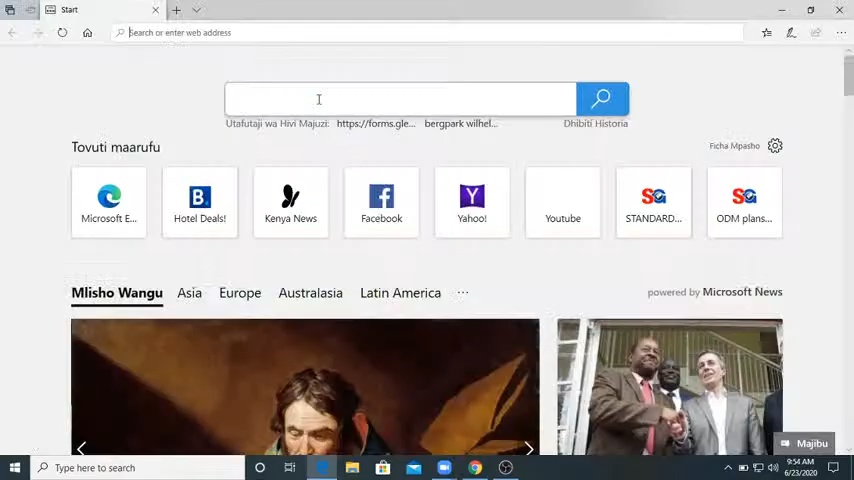 Start
Search or enter web address
Utafutaji wa Hivi Majuzi: https://forms.gle... bergpark wilhel... Dhibiti Historia
Tovuti maarufu
Ficha Mpasho
Microsoft E...
Hotel Deals!
Kenya News
Facebook
Yahoo!
Youtube
STANDARD...
ODM plans...
Mlisho Wangu Asia Europe Australasia Latin America ...
powered by Microsoft News
Majibu
Type here to search
9:54 AM
6/23/2020